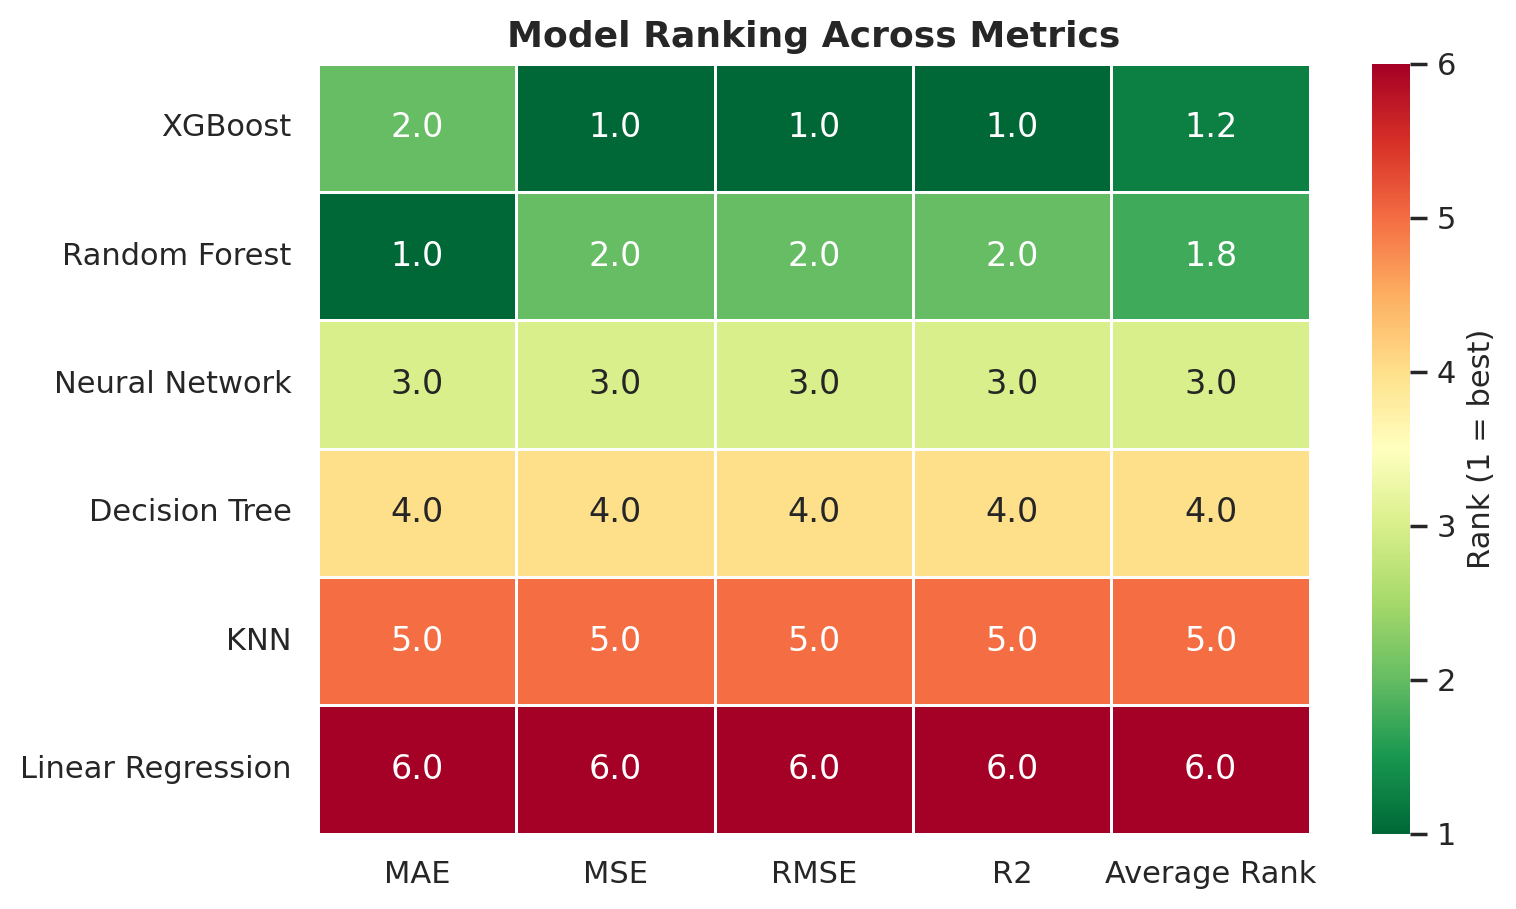 Model Ranking Across Metrics
XGBoost 2.0 1.0 1.0 1.0 1.2
Random Forest 1.0 2.0 2.0 2.0 1.8
Neural Network 3.0 3.0 3.0 3.0 3.0
Decision Tree 4.0 4.0 4.0 4.0 4.0
KNN 5.0 5.0 5.0 5.0 5.0
Linear Regression 6.0 6.0 6.0 6.0 6.0
MAE MSE RMSE R2 Average Rank
6
5
4
3
2
1
Rank (1 = best)